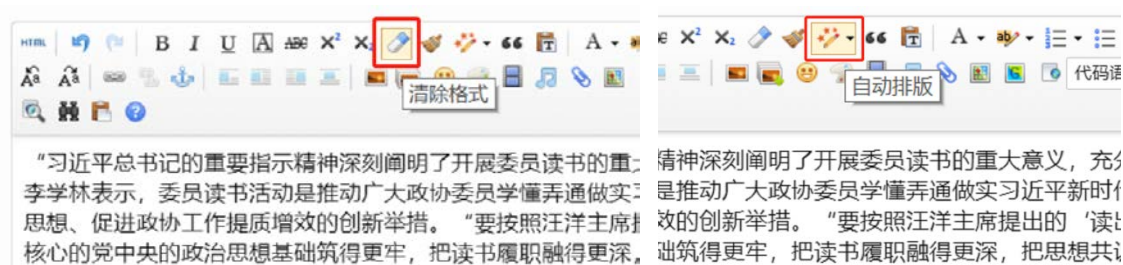 HTML B I U A ABC X² X₂ A
清除格式
"习近平总书记的重要指示精神深刻阐明了开展委员读书的重
李学林表示，委员读书活动是推动广大政协委员学懂弄通做实
思想、促进政协工作提质增效的创新举措。 "要按照汪洋主席
核心的党中央的政治思想基础筑得更牢，把读书履职融得更深，
X² X₂ A
代码语
自动排版
精神深刻阐明了开展委员读书的重大意义，充
是推动广大政协委员学懂弄通做实习近平新时
效的创新举措。 "要按照汪洋主席提出的 '读
础筑得更牢，把读书履职融得更深，把思想共